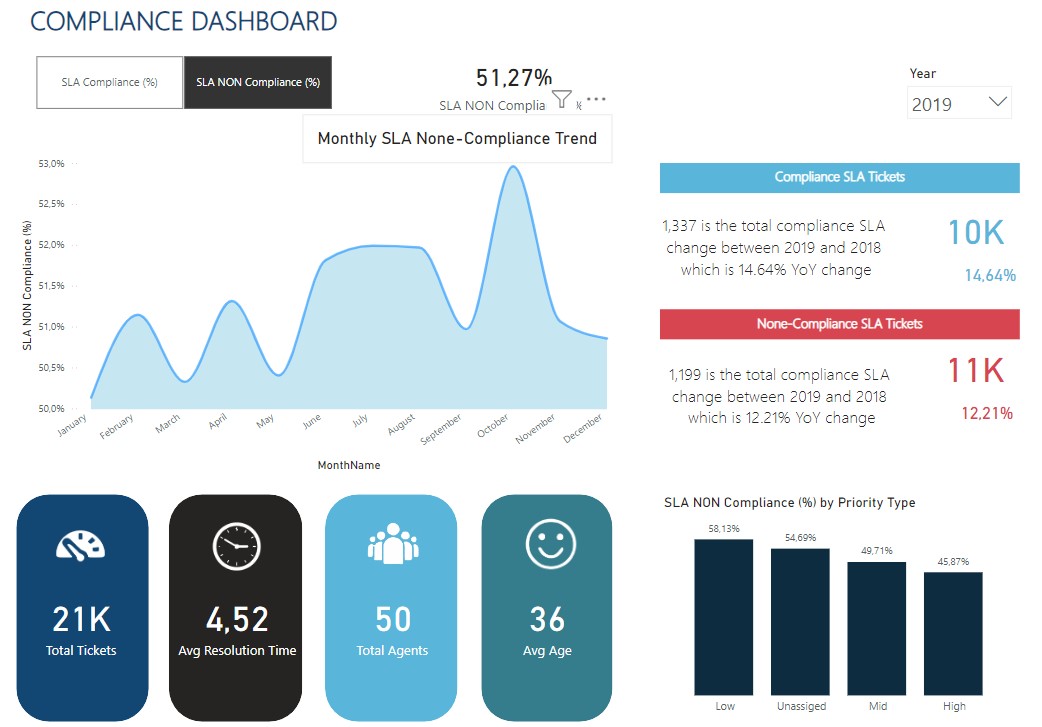 COMPLIANCE DASHBOARD
SLA Compliance (%)
SLA NON Compliance (%)
51,27%
SLA NON Complia
Year
2019
Monthly SLA None-Compliance Trend
SLA NON Compliance (%)
53,0%
52,5%
52,0%
51,5%
51,0%
50,5%
50,0%
January
February
March
April
May
June
July
August
September
October
November
December
MonthName
Compliance SLA Tickets
1,337 is the total compliance SLA
change between 2019 and 2018
which is 14.64% YoY change
10K
14,64%
None-Compliance SLA Tickets
1,199 is the total compliance SLA
change between 2019 and 2018
which is 12.21% YoY change
11K
12,21%
21K
Total Tickets
4,52
Avg Resolution Time
50
Total Agents
36
Avg Age
SLA NON Compliance (%) by Priority Type
58,13%
54,69%
49,71%
45,87%
Low
Unassiged
Mid
High